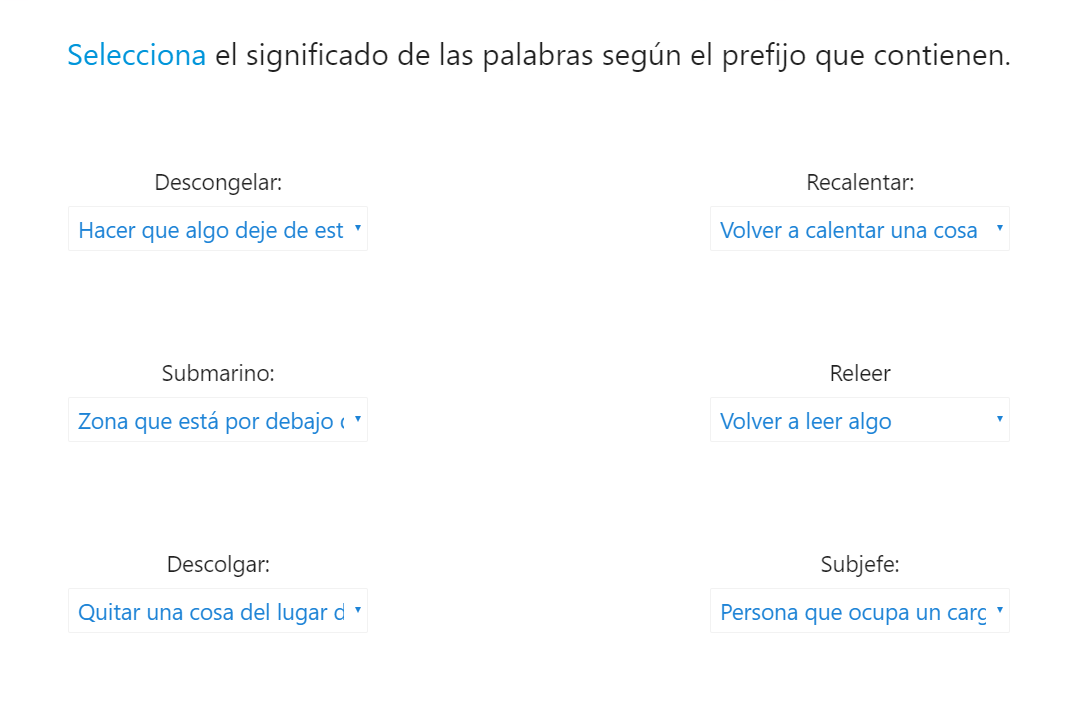 Selecciona el significado de las palabras según el prefijo que contienen.
Descongelar:
Hacer que algo deje de est
Recalentar:
Volver a calentar una cosa
Submarino:
Zona que está por debajo
Releer
Volver a leer algo
Descolgar:
Quitar una cosa del lugar d
Subjefe:
Persona que ocupa un carg